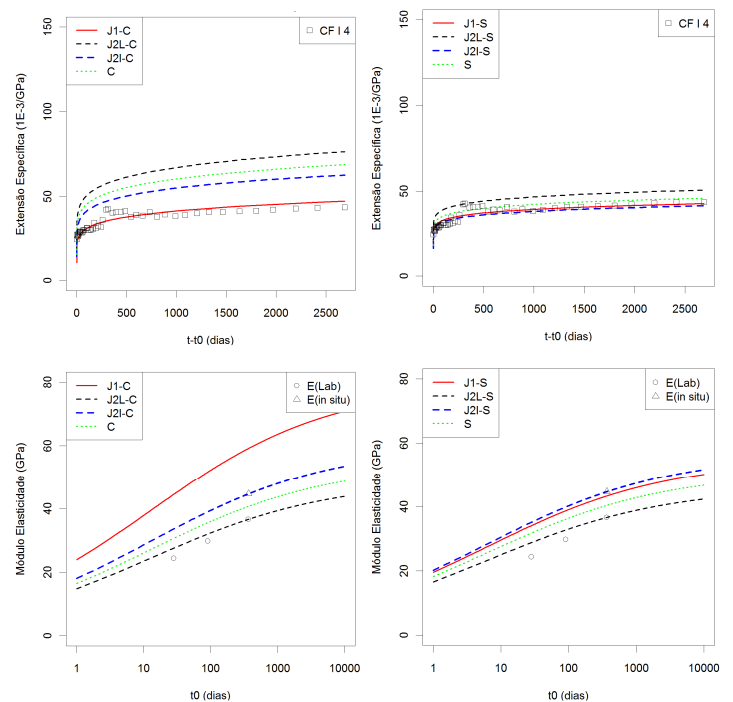 J1-C
J2L-C
J2I-C
C
CF I 4
Extensão Específica (1E-3/GPa)
150
100
50
0
0 500 1000 1500 2000 2500
t-t0 (dias)
J1-S
J2L-S
J2I-S
S
CF I 4
Extensão Específica (1E-3/GPa)
150
100
50
0
0 500 1000 1500 2000 2500
t-t0 (dias)
J1-C
J2L-C
J2I-C
C
E(Lab)
E(in situ)
Módulo Elasticidade (GPa)
80
60
40
20
0
1 10 100 1000 10000
t0 (dias)
J1-S
J2L-S
J2I-S
S
E(Lab)
E(in situ)
Módulo Elasticidade (GPa)
80
60
40
20
0
1 10 100 1000 10000
t0 (dias)